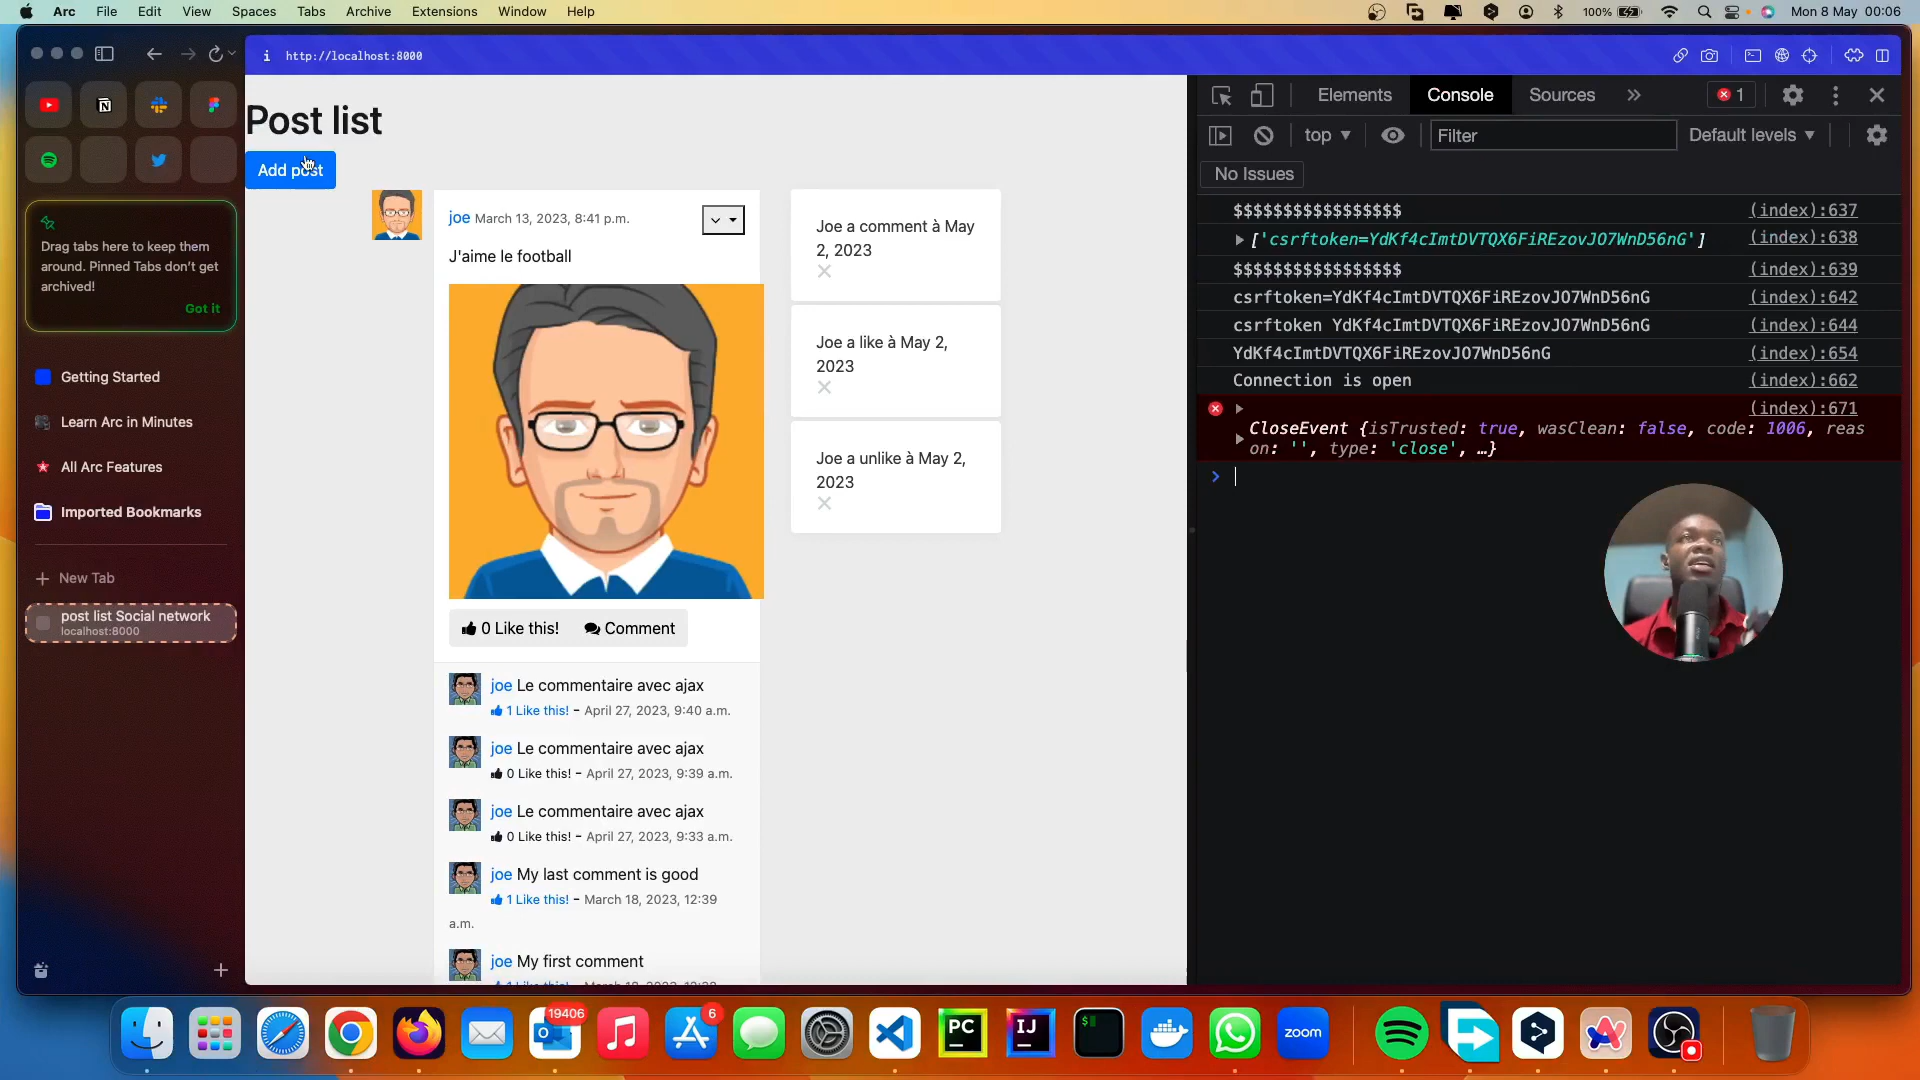 Arc File Edit View Spaces Tabs Archive Extensions Window Help
100% Mon 8 May 00:06
http://localhost:8000
Drag tabs here to keep them
around. Pinned Tabs don't get
archived!
Got it
Getting Started
Learn Arc in Minutes
All Arc Features
Imported Bookmarks
New Tab
post list Social network
localhost:8000
Post list
Add post
joe March 13, 2023, 8:41 p.m.
J'aime le football
0 Like this! Comment
joe Le commentaire avec ajax
1 Like this! - April 27, 2023, 9:40 a.m.
joe Le commentaire avec ajax
0 Like this! - April 27, 2023, 9:39 a.m.
joe Le commentaire avec ajax
0 Like this! - April 27, 2023, 9:33 a.m.
joe My last comment is good
1 Like this! - March 18, 2023, 12:39
a.m.
joe My first comment
Joe a comment à May
2, 2023
Joe a like à May 2,
2023
Joe a unlike à May 2,
2023
Elements Console Sources 1
top Filter Default levels
No Issues
$$$$$$$$$$$$$$$$$ (index):637
['csrftoken=YdKf4cImtDVTQX6FiREzovJO7WnD56nG'] (index):638
$$$$$$$$$$$$$$$$$ (index):639
csrftoken=YdKf4cImtDVTQX6FiREzovJO7WnD56nG (index):642
csrftoken YdKf4cImtDVTQX6FiREzovJO7WnD56nG (index):644
YdKf4cImtDVTQX6FiREzovJO7WnD56nG (index):654
Connection is open (index):662
(index):671
CloseEvent {isTrusted: true, wasClean: false, code: 1006, reas
on: '', type: 'close', …}
19406 6 PC IJ $ zoom